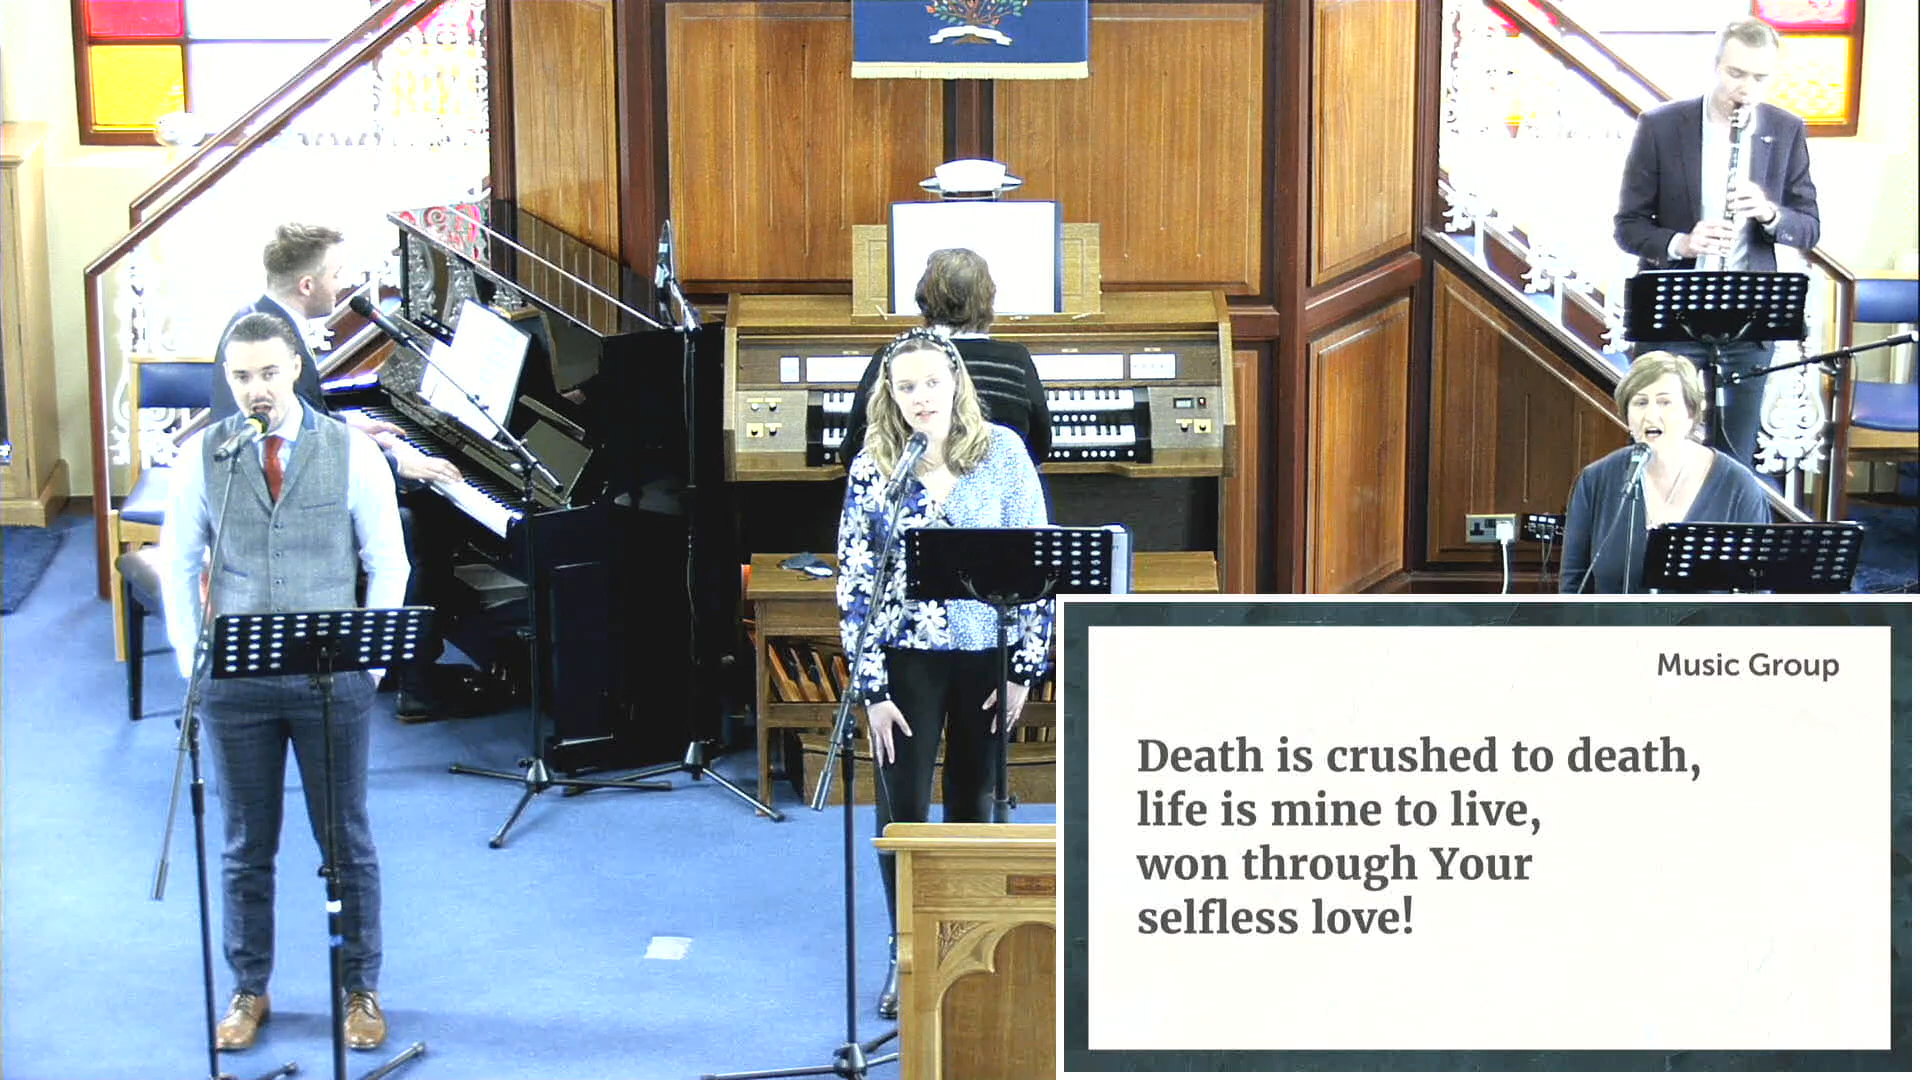 Music Group
Death is crushed to death,
life is mine to live,
won through Your
selfless love!